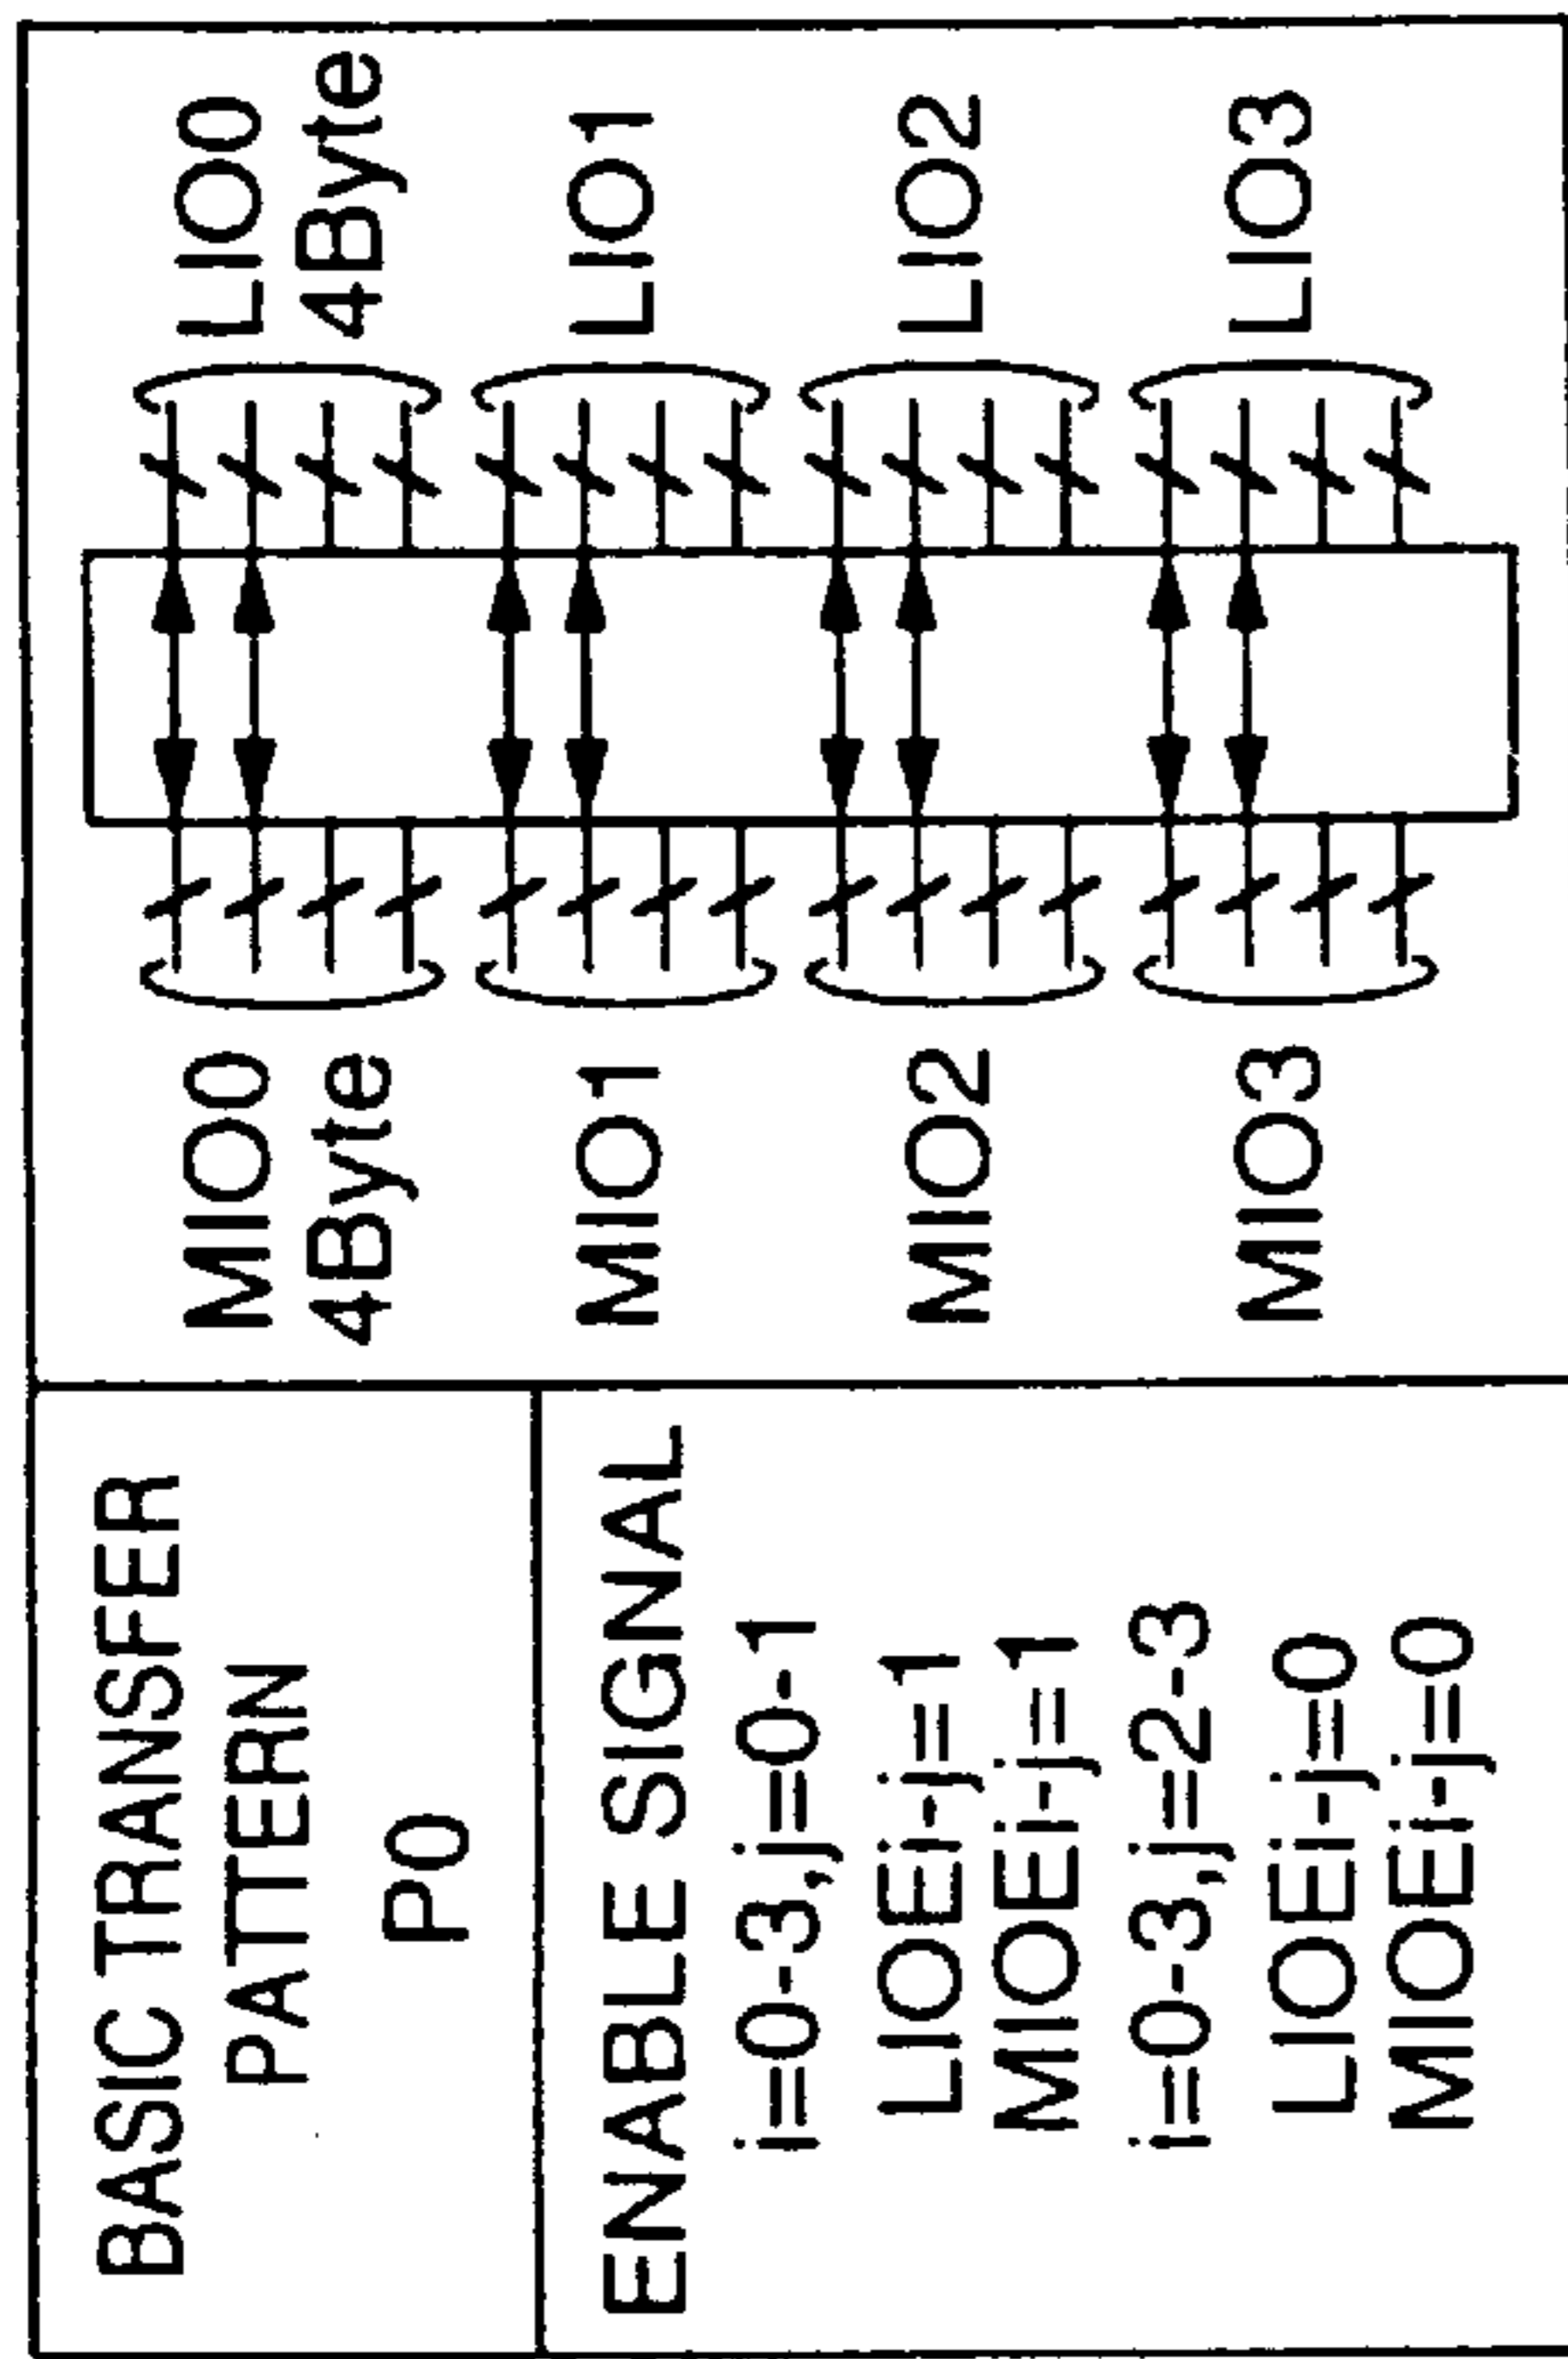 BASIC TRANSFER
PATTERN
P0
ENABLE SIGNAL
i=0-3,j=0-1
LIOEi-j=1
MIOEi-j=1
i=0-3,j=2-3
LIOEi-j=0
MIOEi-j=0
MIO0
4Byte
MIO1
MIO2
MIO3
LIO0
4Byte
LIO1
LIO2
LIO3